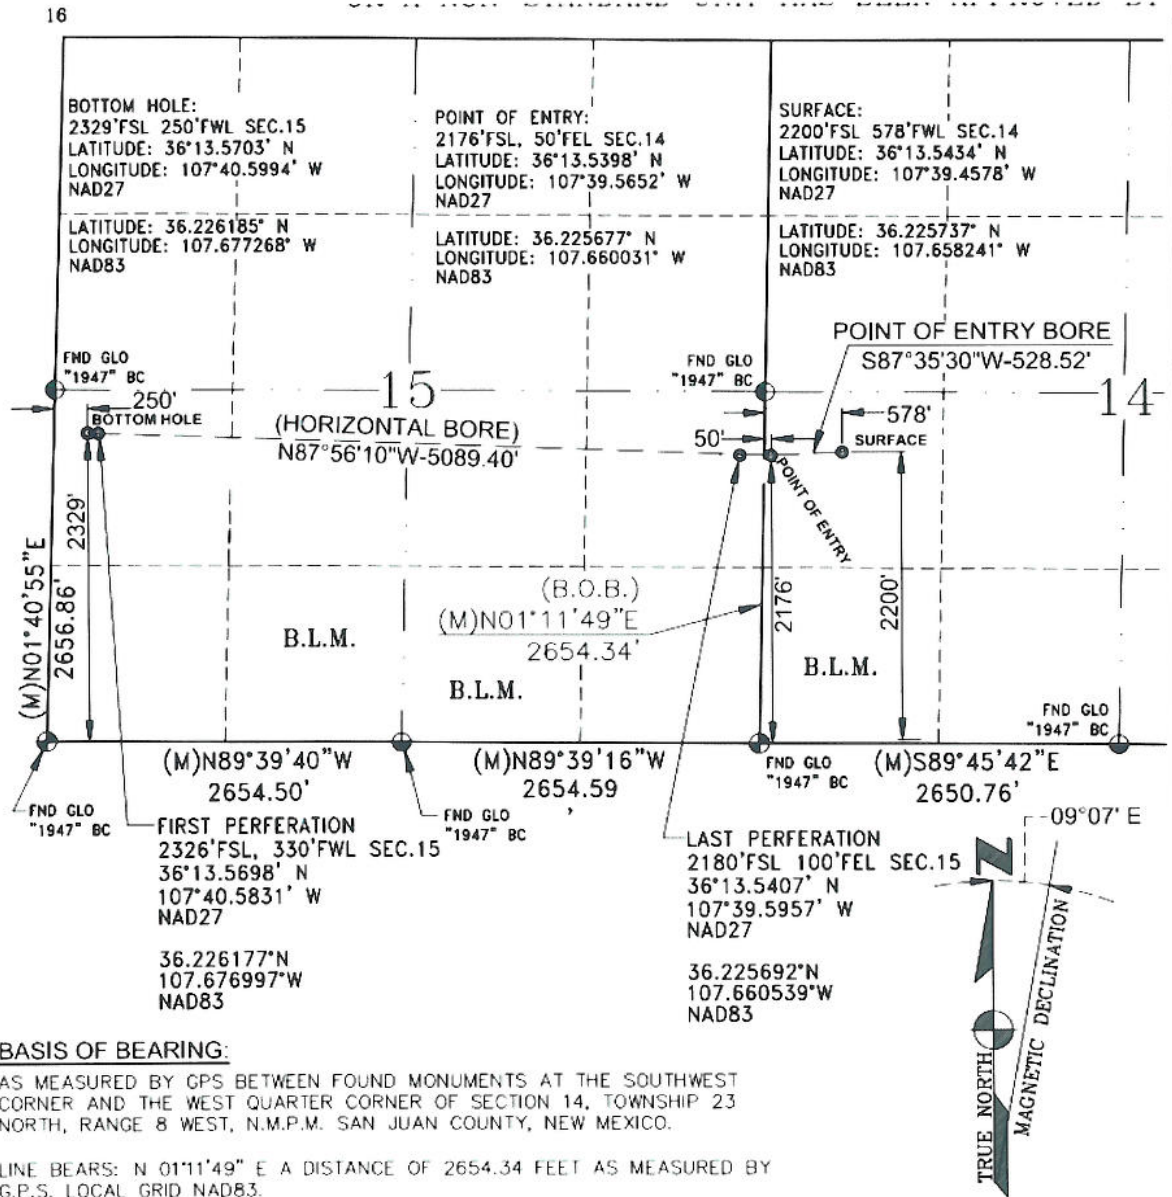 16
BOTTOM HOLE:
2329'FSL 250'FWL SEC.15
LATITUDE: 36°13.5703' N
LONGITUDE: 107°40.5994' W
NAD27
LATITUDE: 36.226185° N
LONGITUDE: 107.677268° W
NAD83
POINT OF ENTRY:
2176'FSL, 50'FEL SEC.14
LATITUDE: 36°13.5398' N
LONGITUDE: 107°39.5652' W
NAD27
LATITUDE: 36.225677° N
LONGITUDE: 107.660031° W
NAD83
SURFACE:
2200'FSL 578'FWL SEC.14
LATITUDE: 36°13.5434' N
LONGITUDE: 107°39.4578' W
NAD27
LATITUDE: 36.225737° N
LONGITUDE: 107.658241° W
NAD83
POINT OF ENTRY BORE
S87°35'30"W-528.52'
FND GLO
"1947" BC
FND GLO
"1947" BC
15
14
250'
BOTTOM HOLE
(HORIZONTAL BORE)
N87°56'10"W-5089.40'
50'
578'
SURFACE
POINT OF ENTRY
2329'
(M)N01°40'55"E
2656.86'
(B.O.B.)
(M)N01°11'49"E
2654.34'
2176'
2200'
B.L.M.
B.L.M.
B.L.M.
FND GLO
"1947" BC
(M)N89°39'40"W
2654.50'
(M)N89°39'16"W
2654.59
'
FND GLO
"1947" BC
(M)S89°45'42"E
2650.76'
FND GLO
"1947" BC
FND GLO
"1947" BC
FIRST PERFERATION
2326'FSL, 330'FWL SEC.15
36°13.5698' N
107°40.5831' W
NAD27
36.226177°N
107.676997°W
NAD83
LAST PERFERATION
2180'FSL 100'FEL SEC.15
36°13.5407' N
107°39.5957' W
NAD27
36.225692°N
107.660539°W
NAD83
09°07' E
N
TRUE NORTH
MAGNETIC DECLINATION
BASIS OF BEARING:
AS MEASURED BY GPS BETWEEN FOUND MONUMENTS AT THE SOUTHWEST
CORNER AND THE WEST QUARTER CORNER OF SECTION 14, TOWNSHIP 23
NORTH, RANGE 8 WEST, N.M.P.M. SAN JUAN COUNTY, NEW MEXICO.
LINE BEARS: N 01°11'49" E A DISTANCE OF 2654.34 FEET AS MEASURED BY
G.P.S. LOCAL GRID NAD83.